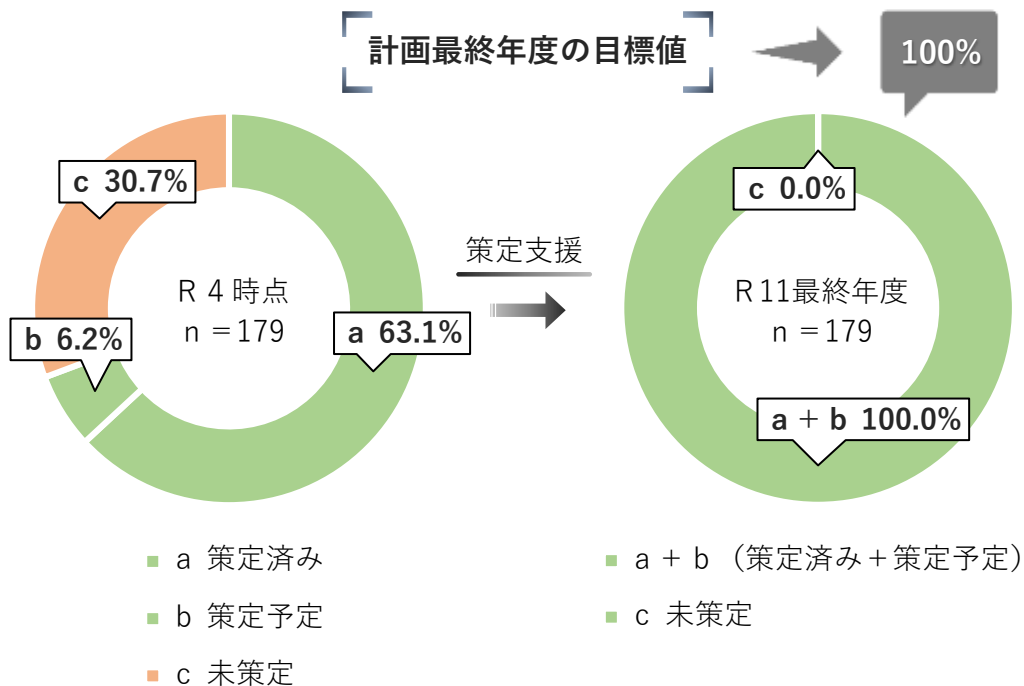 計画最終年度の目標値
100%
c 30.7%
b 6.2%
a 63.1%
R 4 時点
n =179
策定支援
c 0.0%
R 11最終年度
n =179
a + b 100.0%
a 策定済み
b 策定予定
c 未策定
a + b (策定済み+策定予定)
c 未策定